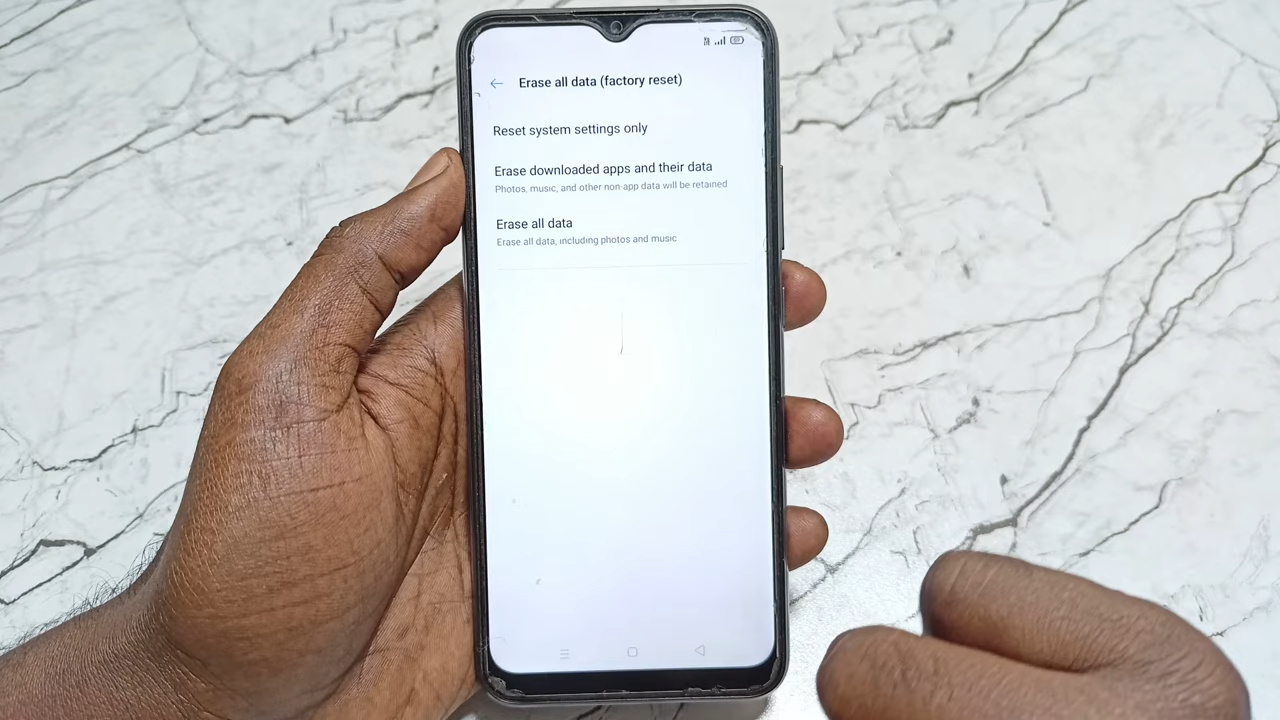 Erase all data (factory reset)
Reset system settings only
Erase downloaded apps and their data
Photos, music, and other non-app data will be retained
Erase all data
Erase all data, including photos and music